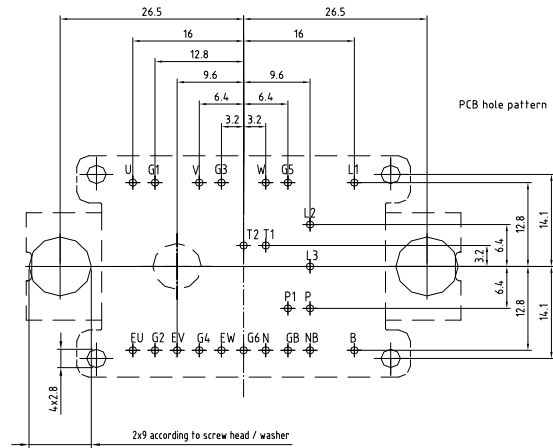 26.5 26.5
16 16
12.8
9.6 9.6
6.4 6.4
3.2 3.2
PCB hole pattern
U G1 V G3 W G5 L1
L2
T2 T1
L3
P1 P
EU G2 EV G4 EW G6 N GB NB B
3.2 6.4 12.8 14.1
6.4 12.8 14.1
4x2.8
2x9 according to screw head / washer